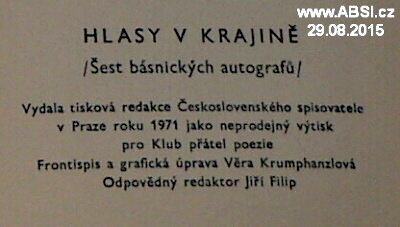 www.ABSI.cz
29.08.2015
HLASY V KRAJINĚ
/Šest básnických autografů/
Vydala tisková redakce Československého spisovatele
v Praze roku 1971 jako neprodejný výtisk
pro Klub přátel poezie
Frontispis a grafická úprava Věra Krumphanzlová
Odpovědný redaktor Jiří Filip